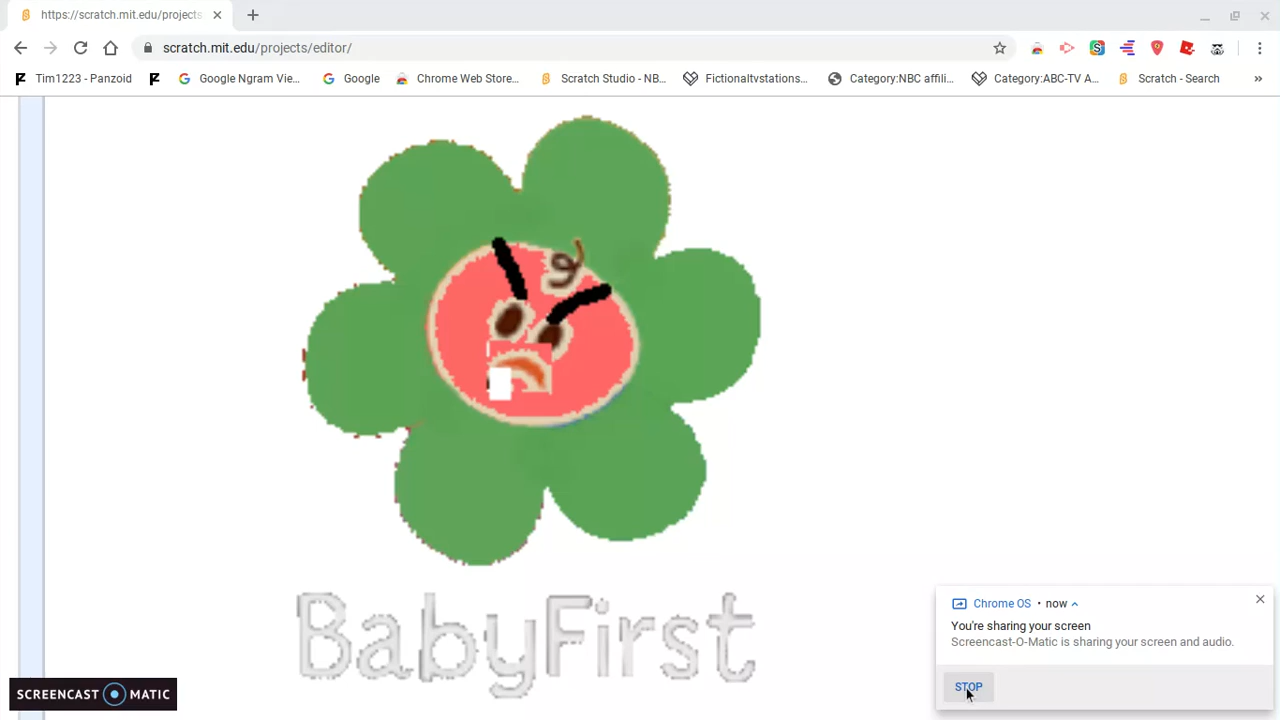 https://scratch.mit.edu/projects
scratch.mit.edu/projects/editor/
Tim1223 - Panzoid
Google Ngram Vie...
Google
Chrome Web Store...
Scratch Studio - NB...
Fictionaltvstations...
Category:NBC affili...
Category:ABC-TV A...
Scratch - Search
»
BabyFirst
Chrome OS • now
You're sharing your screen
Screencast-O-Matic is sharing your screen and audio.
STOP
SCREENCAST MATIC